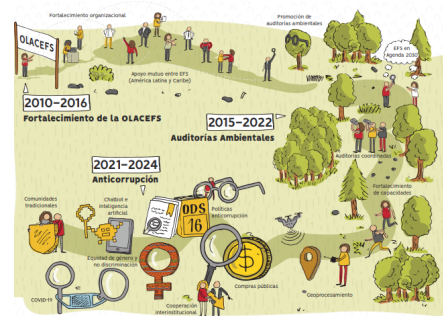 Fortalecimiento organizacional
OLACEFS
Apoyo mutuo entre EFS
(América Latina y Caribe)
Promoción de
auditorías ambientales
EFS en
Agenda 2030
2010–2016
Fortalecimiento de la OLACEFS
2015–2022
Auditorías Ambientales
Auditorías coordinadas
Fortalecimiento
de capacidades
2021–2024
Anticorrupción
Comunidades
tradicionales
Chatbot e
inteligencia
artificial
ODS
16
Políticas
anticorrupción
Equidad de género y
no discriminación
COVID-19
Cooperación
interinstitucional
Compras públicas
Geoprocesamiento